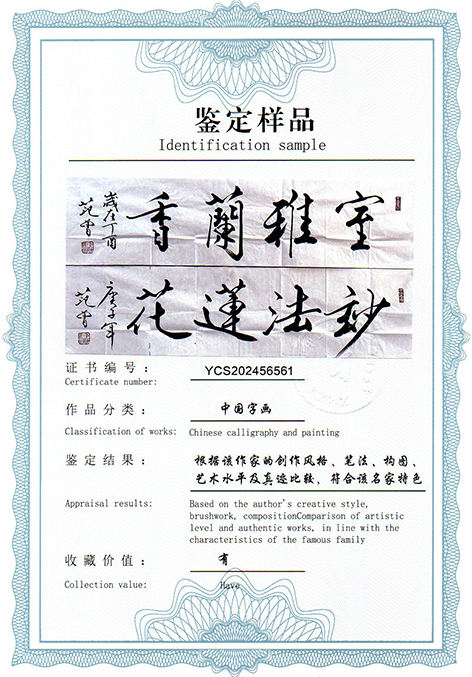 鉴定样品
Identification sample
室雅蘭香
歲在丁酉
范曾
妙法蓮花
庚子年
范曾
证书编号：
YCS202456561
Certificate number:
作品分类：
中国字画
Classification of works:
Chinese calligraphy and painting
鉴定结果：
根据该作家的创作风格、笔法、构图、
艺术水平及真迹比较，符合该名家特色
Appraisal results:
Based on the author's creative style,
brushwork, compositionComparison of artistic
level and authentic works, in line with the
characteristics of the famous family
收藏价值：
有
Collection value:
Have